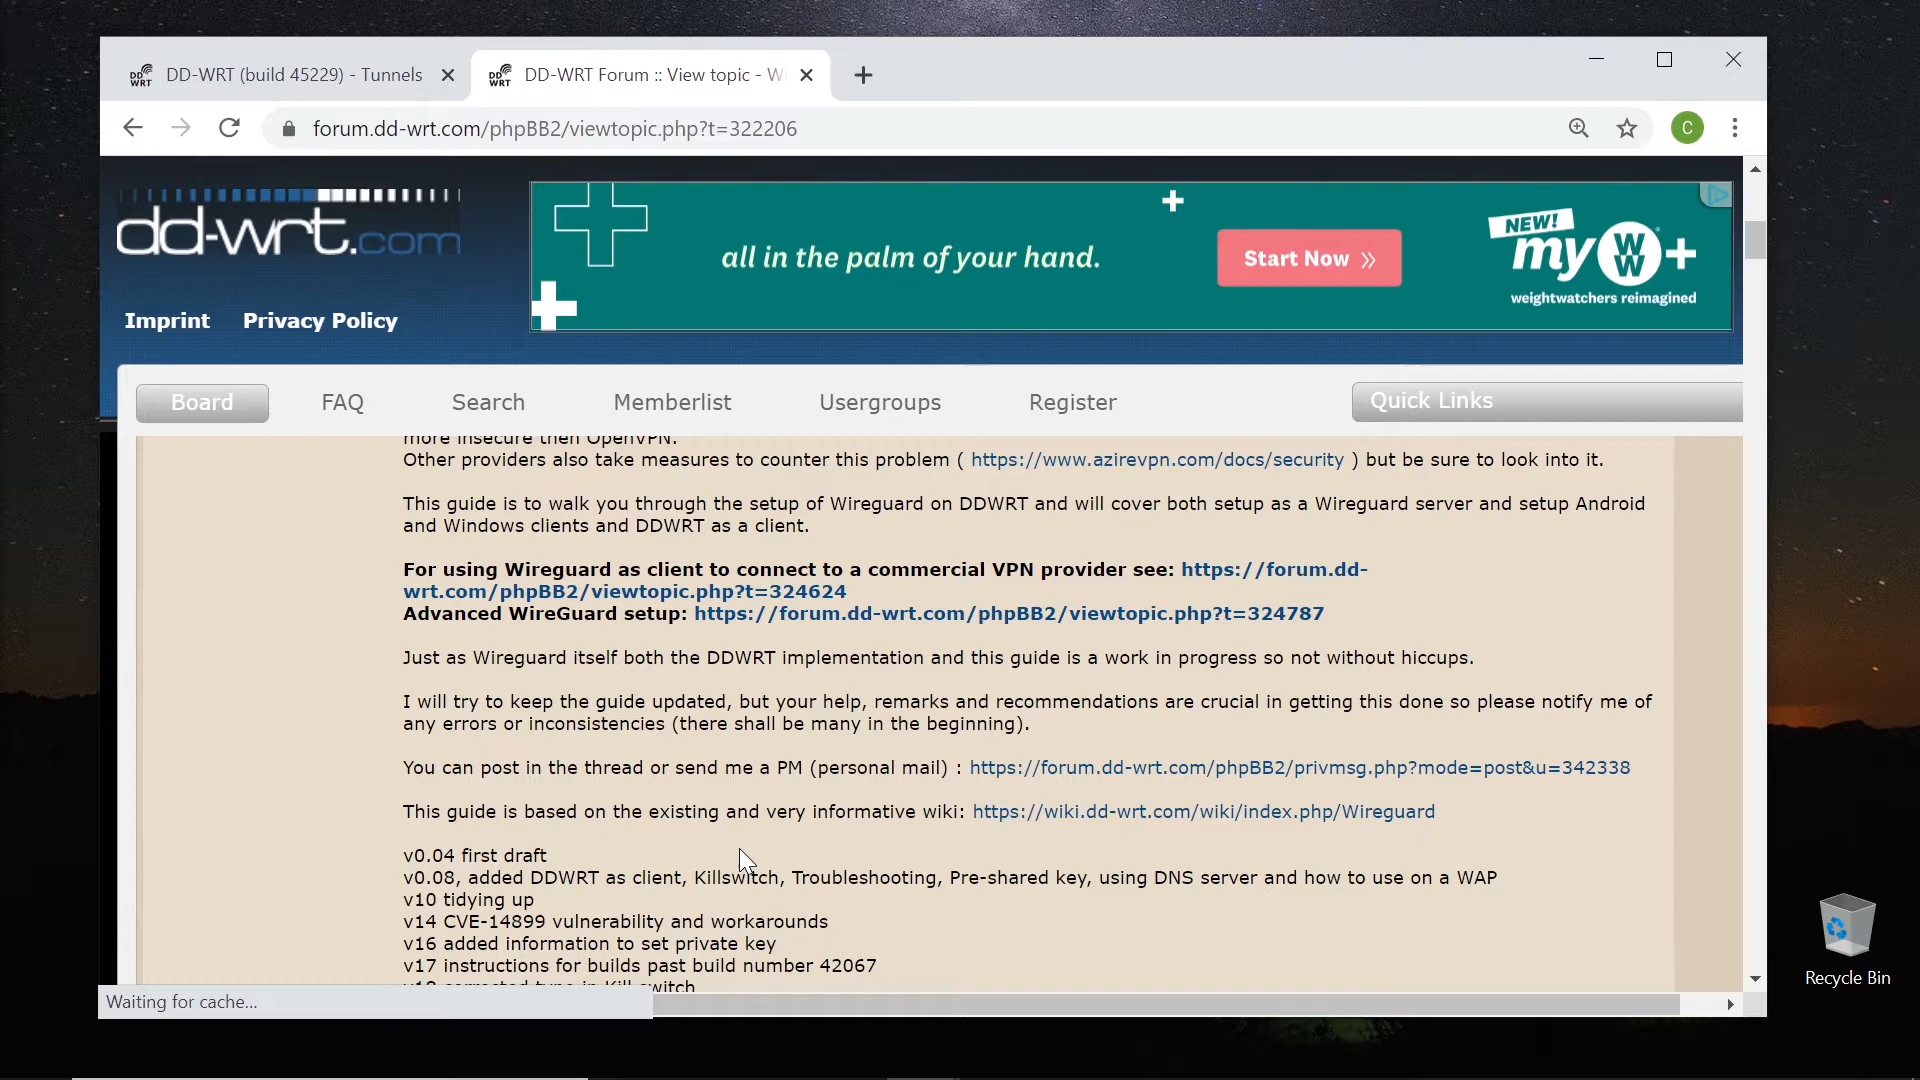 DD-WRT (build 45229) - Tunnels
DD-WRT Forum :: View topic - W
forum.dd-wrt.com/phpBB2/viewtopic.php?t=322206
C
dd-wrt.com
all in the palm of your hand.
Start Now »
NEW!
my WW +
weightwatchers reimagined
Imprint
Privacy Policy
Board
FAQ
Search
Memberlist
Usergroups
Register
Quick Links
more insecure then OpenVPN.
Other providers also take measures to counter this problem ( https://www.azirevpn.com/docs/security ) but be sure to look into it.
This guide is to walk you through the setup of Wireguard on DDWRT and will cover both setup as a Wireguard server and setup Android
and Windows clients and DDWRT as a client.
For using Wireguard as client to connect to a commercial VPN provider see: https://forum.dd-
wrt.com/phpBB2/viewtopic.php?t=324624
Advanced WireGuard setup: https://forum.dd-wrt.com/phpBB2/viewtopic.php?t=324787
Just as Wireguard itself both the DDWRT implementation and this guide is a work in progress so not without hiccups.
I will try to keep the guide updated, but your help, remarks and recommendations are crucial in getting this done so please notify me of
any errors or inconsistencies (there shall be many in the beginning).
You can post in the thread or send me a PM (personal mail) : https://forum.dd-wrt.com/phpBB2/privmsg.php?mode=post&u=342338
This guide is based on the existing and very informative wiki: https://wiki.dd-wrt.com/wiki/index.php/Wireguard
v0.04 first draft
v0.08, added DDWRT as client, Killswitch, Troubleshooting, Pre-shared key, using DNS server and how to use on a WAP
v10 tidying up
v14 CVE-14899 vulnerability and workarounds
v16 added information to set private key
v17 instructions for builds past build number 42067
Waiting for cache...
Recycle Bin